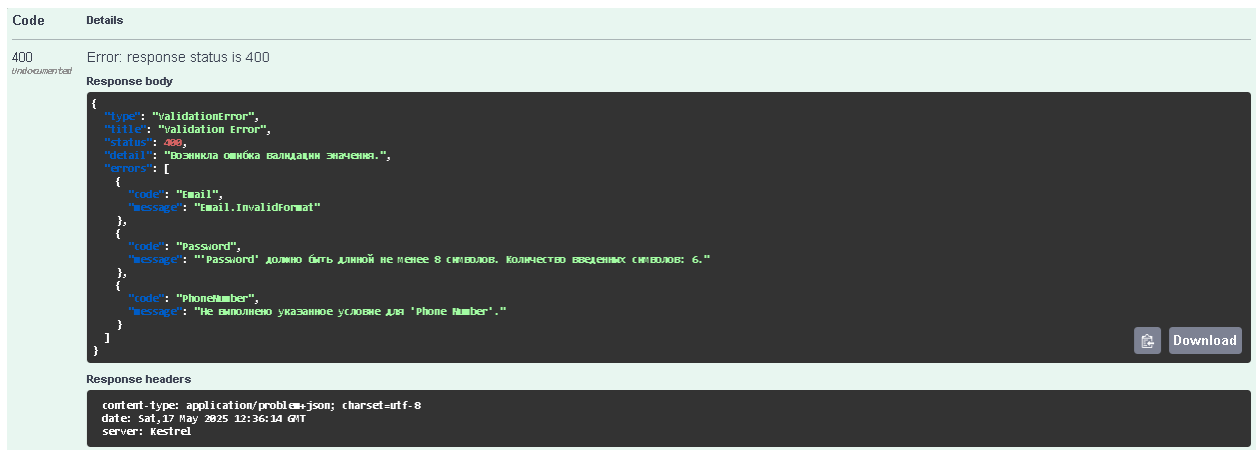 Code Details
400 Error: response status is 400
Undocumented
Response body
{
"type": "ValidationError",
"title": "Validation Error",
"status": 400,
"detail": "Возникла ошибка валидации значения.",
"errors": [
{
"code": "Email",
"message": "Email.InvalidFormat"
},
{
"code": "Password",
"message": "'Password' должно быть длиной не менее 8 символов. Количество введенных символов: 6."
},
{
"code": "PhoneNumber",
"message": "Не выполнено указанное условие для 'Phone Number'."
}
]
}
Download
Response headers
content-type: application/problem+json; charset=utf-8
date: Sat,17 May 2025 12:36:14 GMT
server: Kestrel